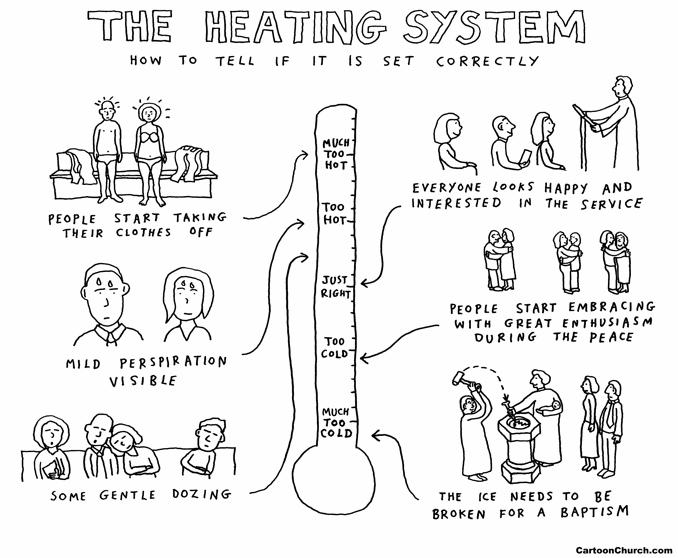 THE HEATING SYSTEM
HOW TO TELL IF IT IS SET CORRECTLY
MUCH
TOO
HOT
TOO
HOT
JUST
RIGHT
TOO
COLD
MUCH
TOO
COLD
PEOPLE START TAKING
THEIR CLOTHES OFF
MILD PERSPIRATION
VISIBLE
SOME GENTLE DOZING
EVERYONE LOOKS HAPPY AND
INTERESTED IN THE SERVICE
PEOPLE START EMBRACING
WITH GREAT ENTHUSIASM
DURING THE PEACE
THE ICE NEEDS TO BE
BROKEN FOR A BAPTISM
CartoonChurch.com